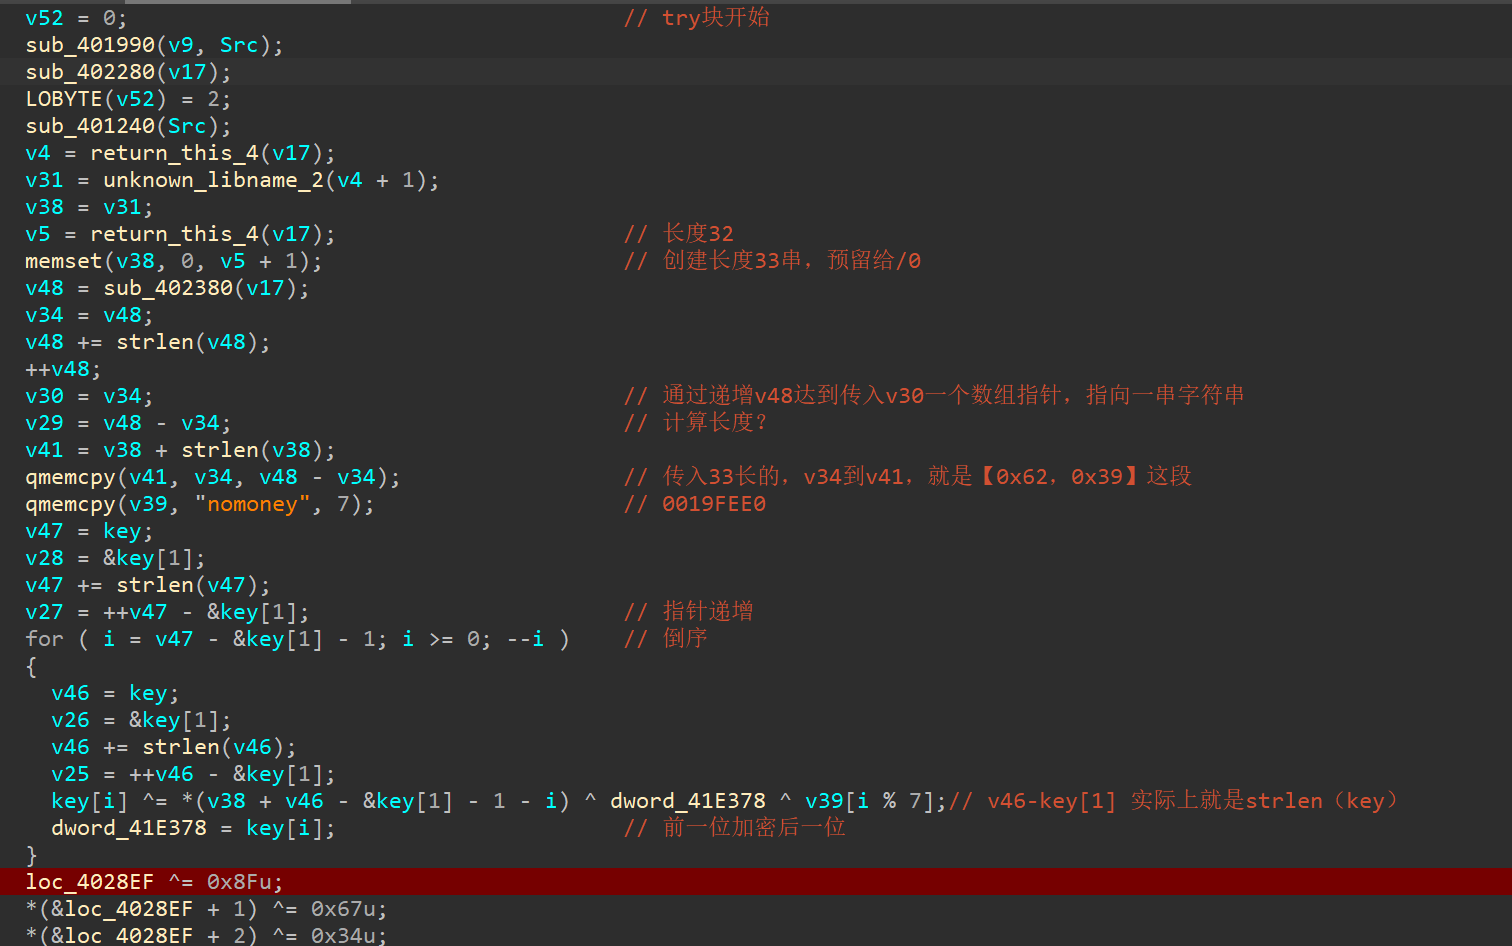 v52 = 0; // try块开始
sub_401990(v9, Src);
sub_402280(v17);
LOBYTE(v52) = 2;
sub_401240(Src);
v4 = return_this_4(v17);
v31 = unknown_libname_2(v4 + 1);
v38 = v31;
v5 = return_this_4(v17); // 长度32
memset(v38, 0, v5 + 1); // 创建长度33串，预留给/0
v48 = sub_402380(v17);
v34 = v48;
v48 += strlen(v48);
++v48;
v30 = v34; // 通过递增v48达到传入v30一个数组指针，指向一串字符串
v29 = v48 - v34; // 计算长度？
v41 = v38 + strlen(v38);
qmemcpy(v41, v34, v48 - v34); // 传入33长的，v34到v41，就是【0x62，0x39】这段
qmemcpy(v39, "nomoney", 7); // 0019FEE0
v47 = key;
v28 = &key[1];
v47 += strlen(v47);
v27 = ++v47 - &key[1]; // 指针递增
for ( i = v47 - &key[1] - 1; i >= 0; --i ) // 倒序
{
v46 = key;
v26 = &key[1];
v46 += strlen(v46);
v25 = ++v46 - &key[1];
key[i] ^= *(v38 + v46 - &key[1] - 1 - i) ^ dword_41E378 ^ v39[i % 7];// v46-key[1] 实际上就是strlen（key）
dword_41E378 = key[i]; // 前一位加密后一位
}
loc_4028EF ^= 0x8Fu;
*(&loc_4028EF + 1) ^= 0x67u;
*(&loc_4028EF + 2) ^= 0x34u;